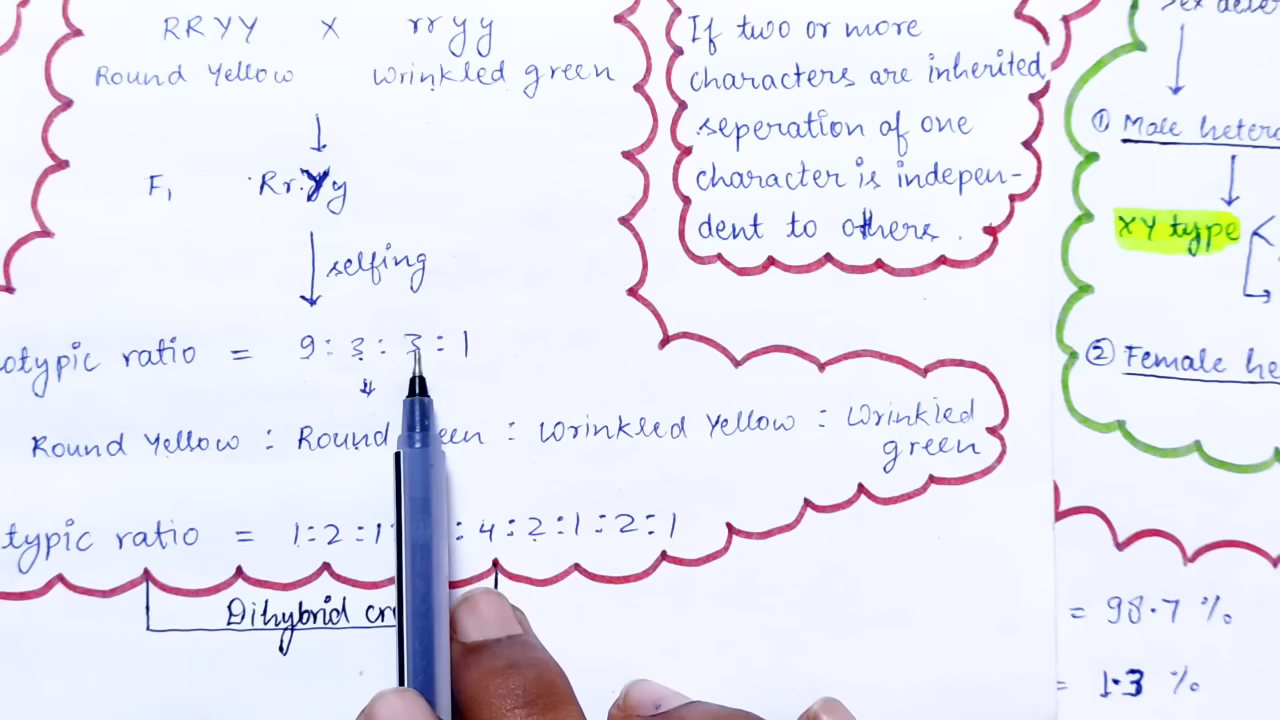 RRYY X rryy
Round Yellow Wrinkled green
F₁ RrYy
selfing
otypic ratio = 9 : 3 : 3 : 1
Round Yellow : Round een : Wrinkled Yellow : Wrinkled
green
typic ratio = 1 : 2 : 1 : 4 : 2 : 1 : 2 : 1
Dihybrid cr
If two or more
characters are inherited
seperation of one
character is indepen-
dent to others.
① Male hetero
XY type
② Female he
= 98.7 %
= 1.3 %